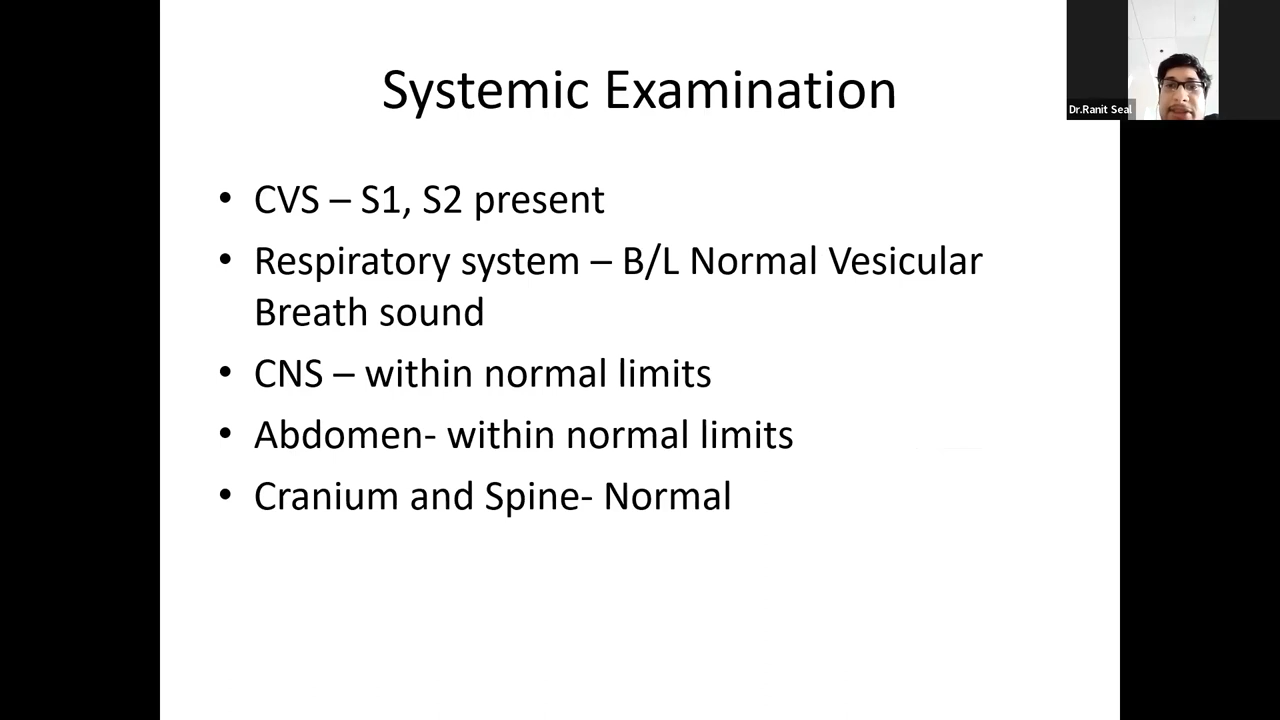 Systemic Examination
Dr.Ranit Seal
• CVS – S1, S2 present
• Respiratory system – B/L Normal Vesicular
Breath sound
• CNS – within normal limits
• Abdomen- within normal limits
• Cranium and Spine- Normal